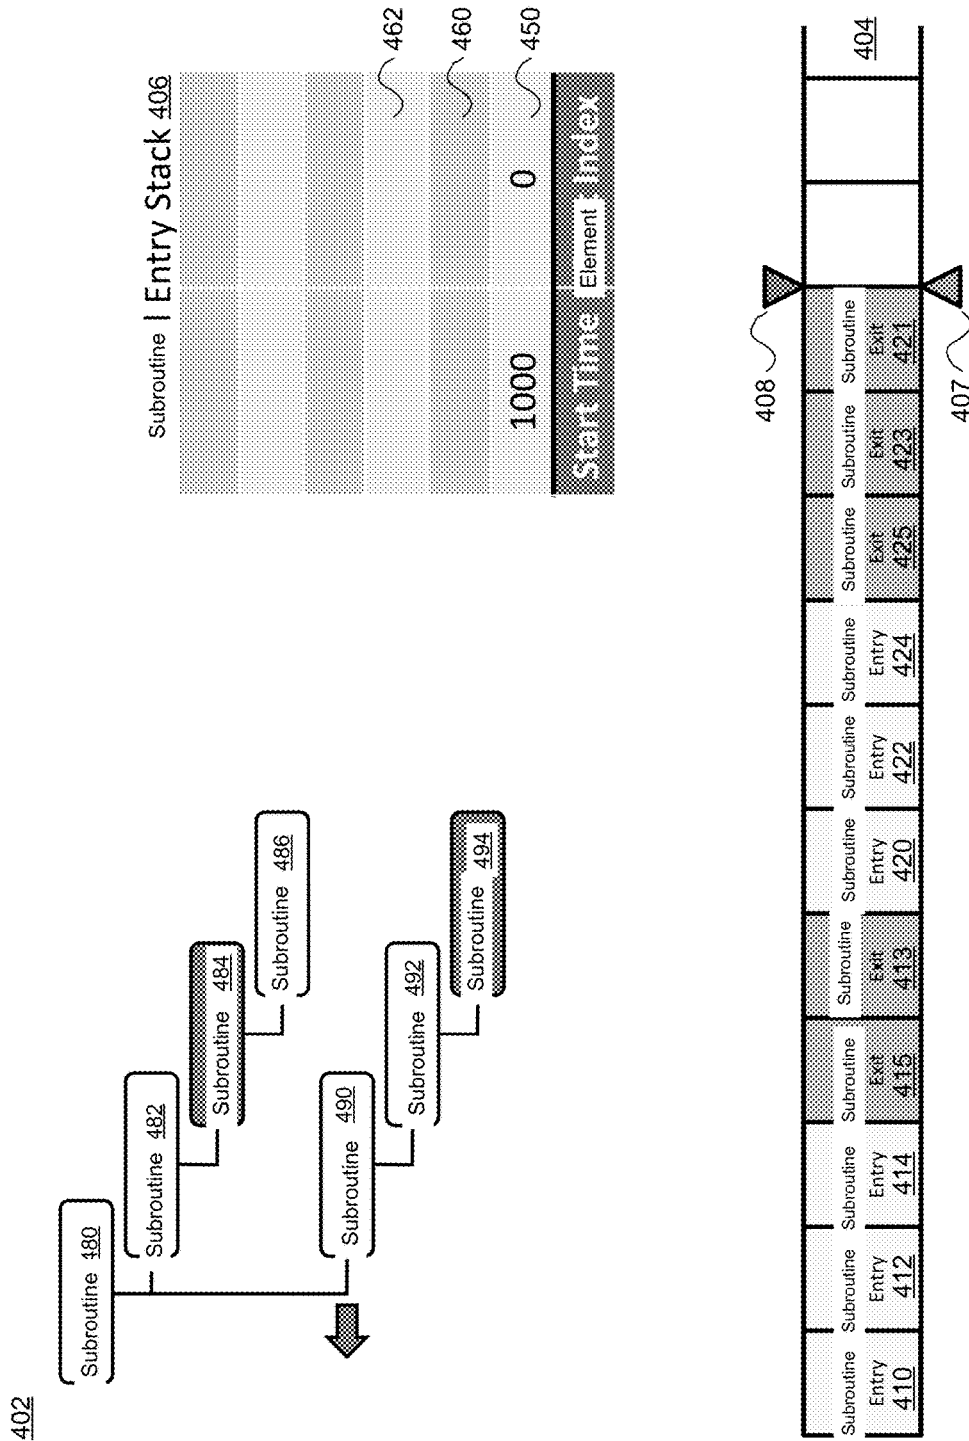 402
Subroutine 480
Subroutine 482
Subroutine 484
Subroutine 486
Subroutine 490
Subroutine 492
Subroutine 494
Subroutine | Entry Stack 406
462
460
1000 0 450
Start Time Element Index
408
Subroutine Entry 410
Subroutine Entry 412
Subroutine Entry 414
Subroutine Exit 415
Subroutine Exit 413
Subroutine Entry 420
Subroutine Entry 422
Subroutine Entry 424
Subroutine Exit 425
Subroutine Exit 423
Subroutine Exit 421
404
407